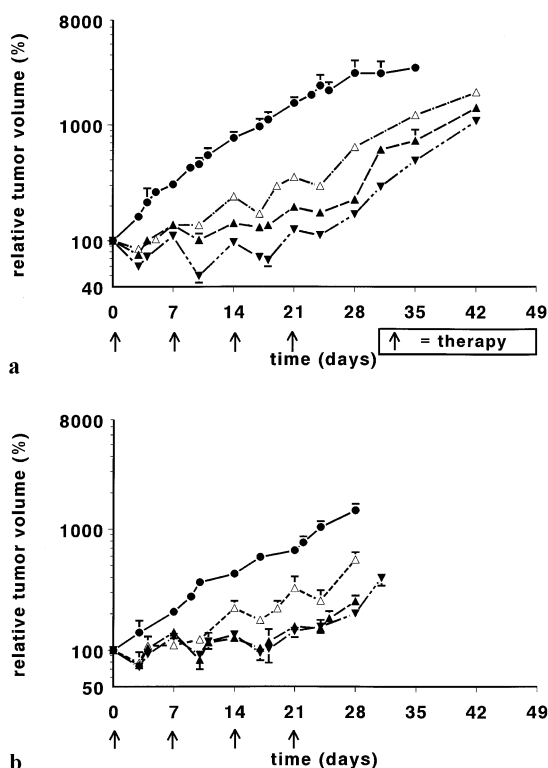 8000
1000
100
40
relative tumor volume (%)
0 7 14 21 28 35 42 49
↑ ↑ ↑ ↑
time (days)
↑ = therapy
a
8000
1000
100
50
relative tumor volume (%)
0 7 14 21 28 35 42 49
↑ ↑ ↑ ↑
time (days)
b